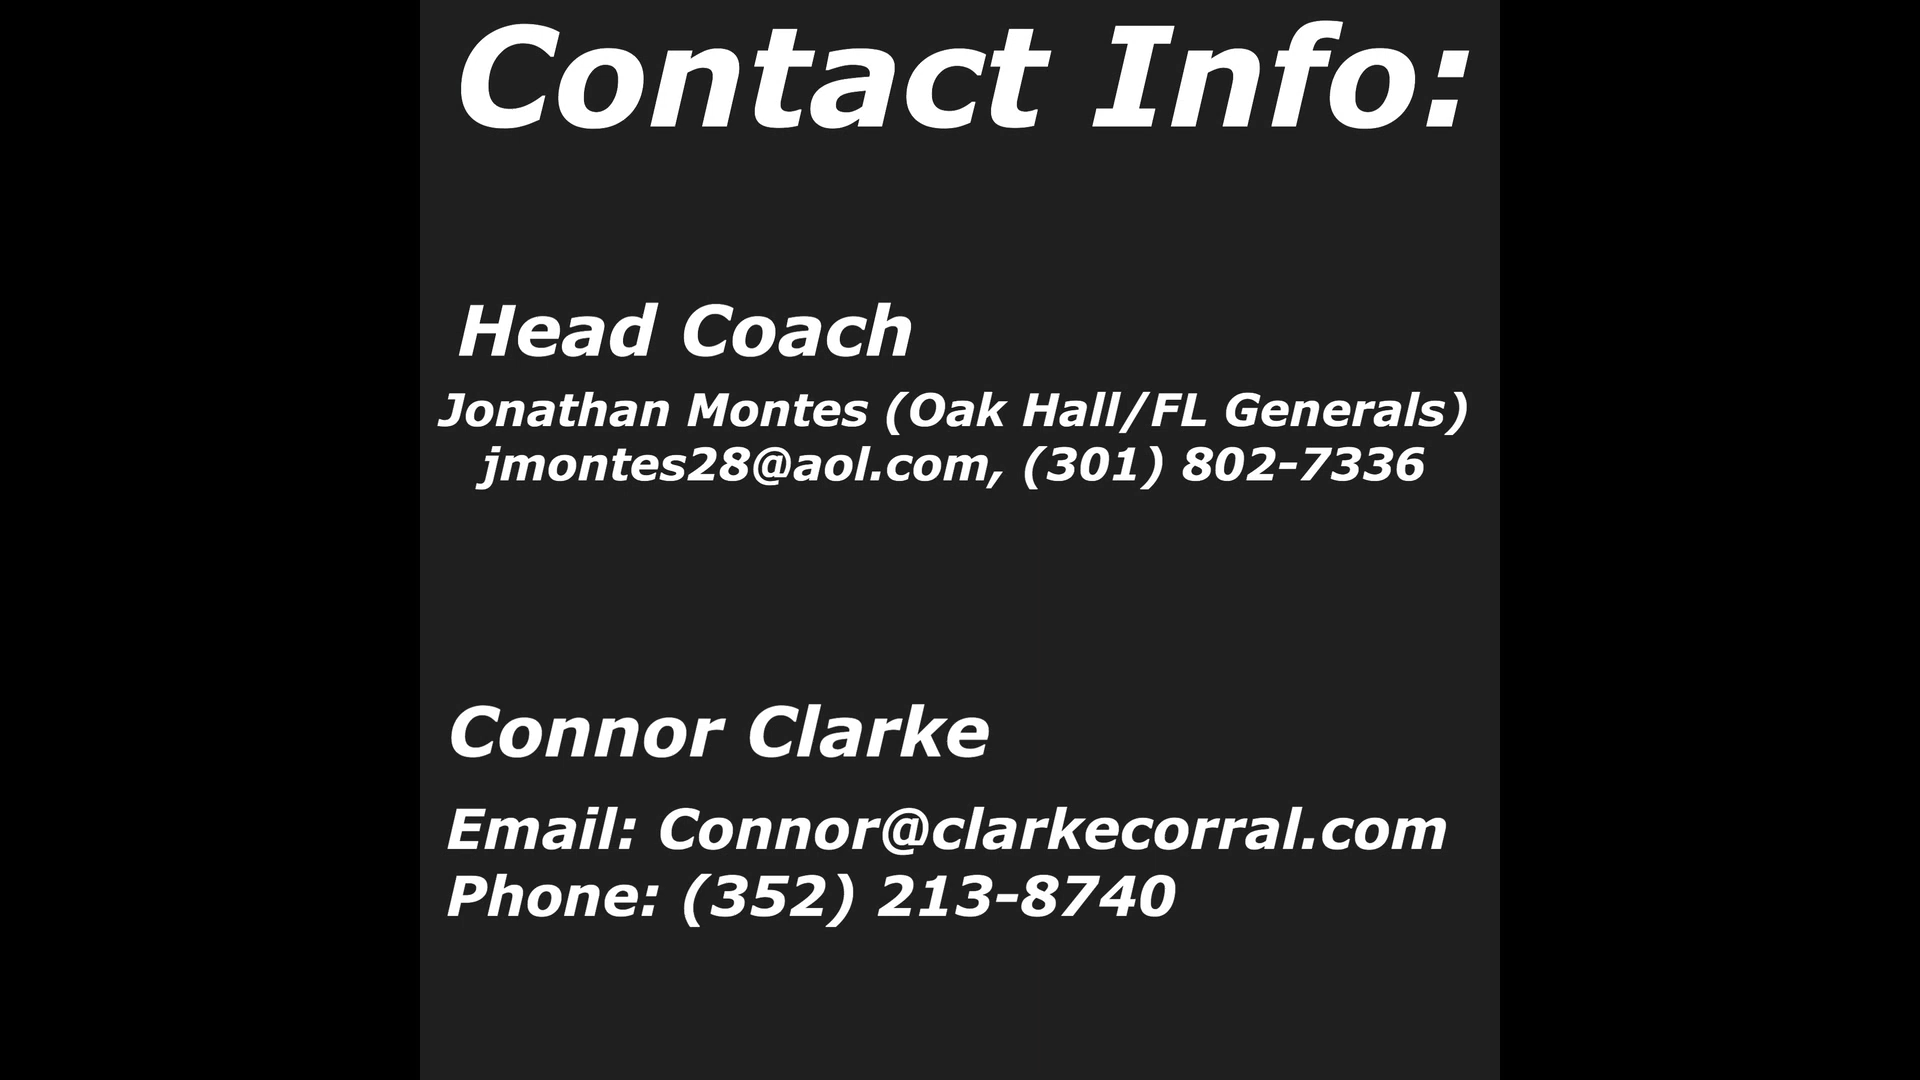 Contact Info:
Head Coach
Jonathan Montes (Oak Hall/FL Generals)
jmontes28@aol.com, (301) 802-7336
Connor Clarke
Email: Connor@clarkecorral.com
Phone: (352) 213-8740